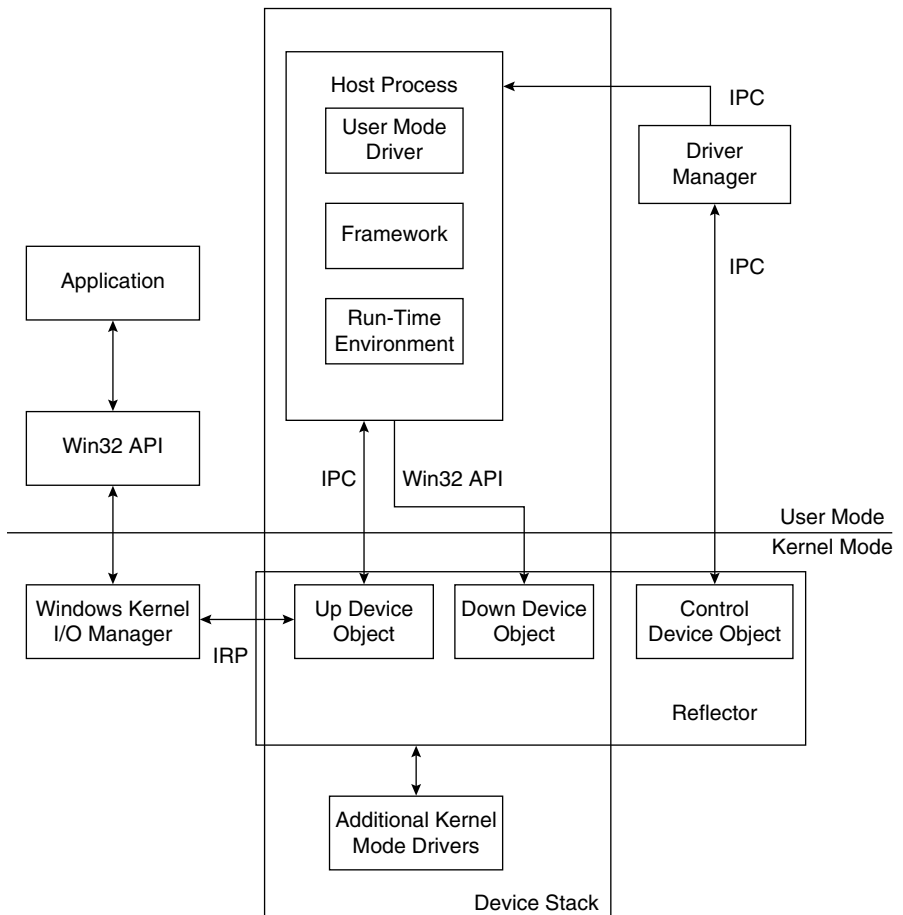 Host Process
User Mode
Driver
Framework
Run-Time
Environment
IPC
Driver
Manager
IPC
Application
Win32 API
IPC
Win32 API
User Mode
Kernel Mode
Windows Kernel
I/O Manager
IRP
Up Device
Object
Down Device
Object
Control
Device Object
Reflector
Additional Kernel
Mode Drivers
Device Stack